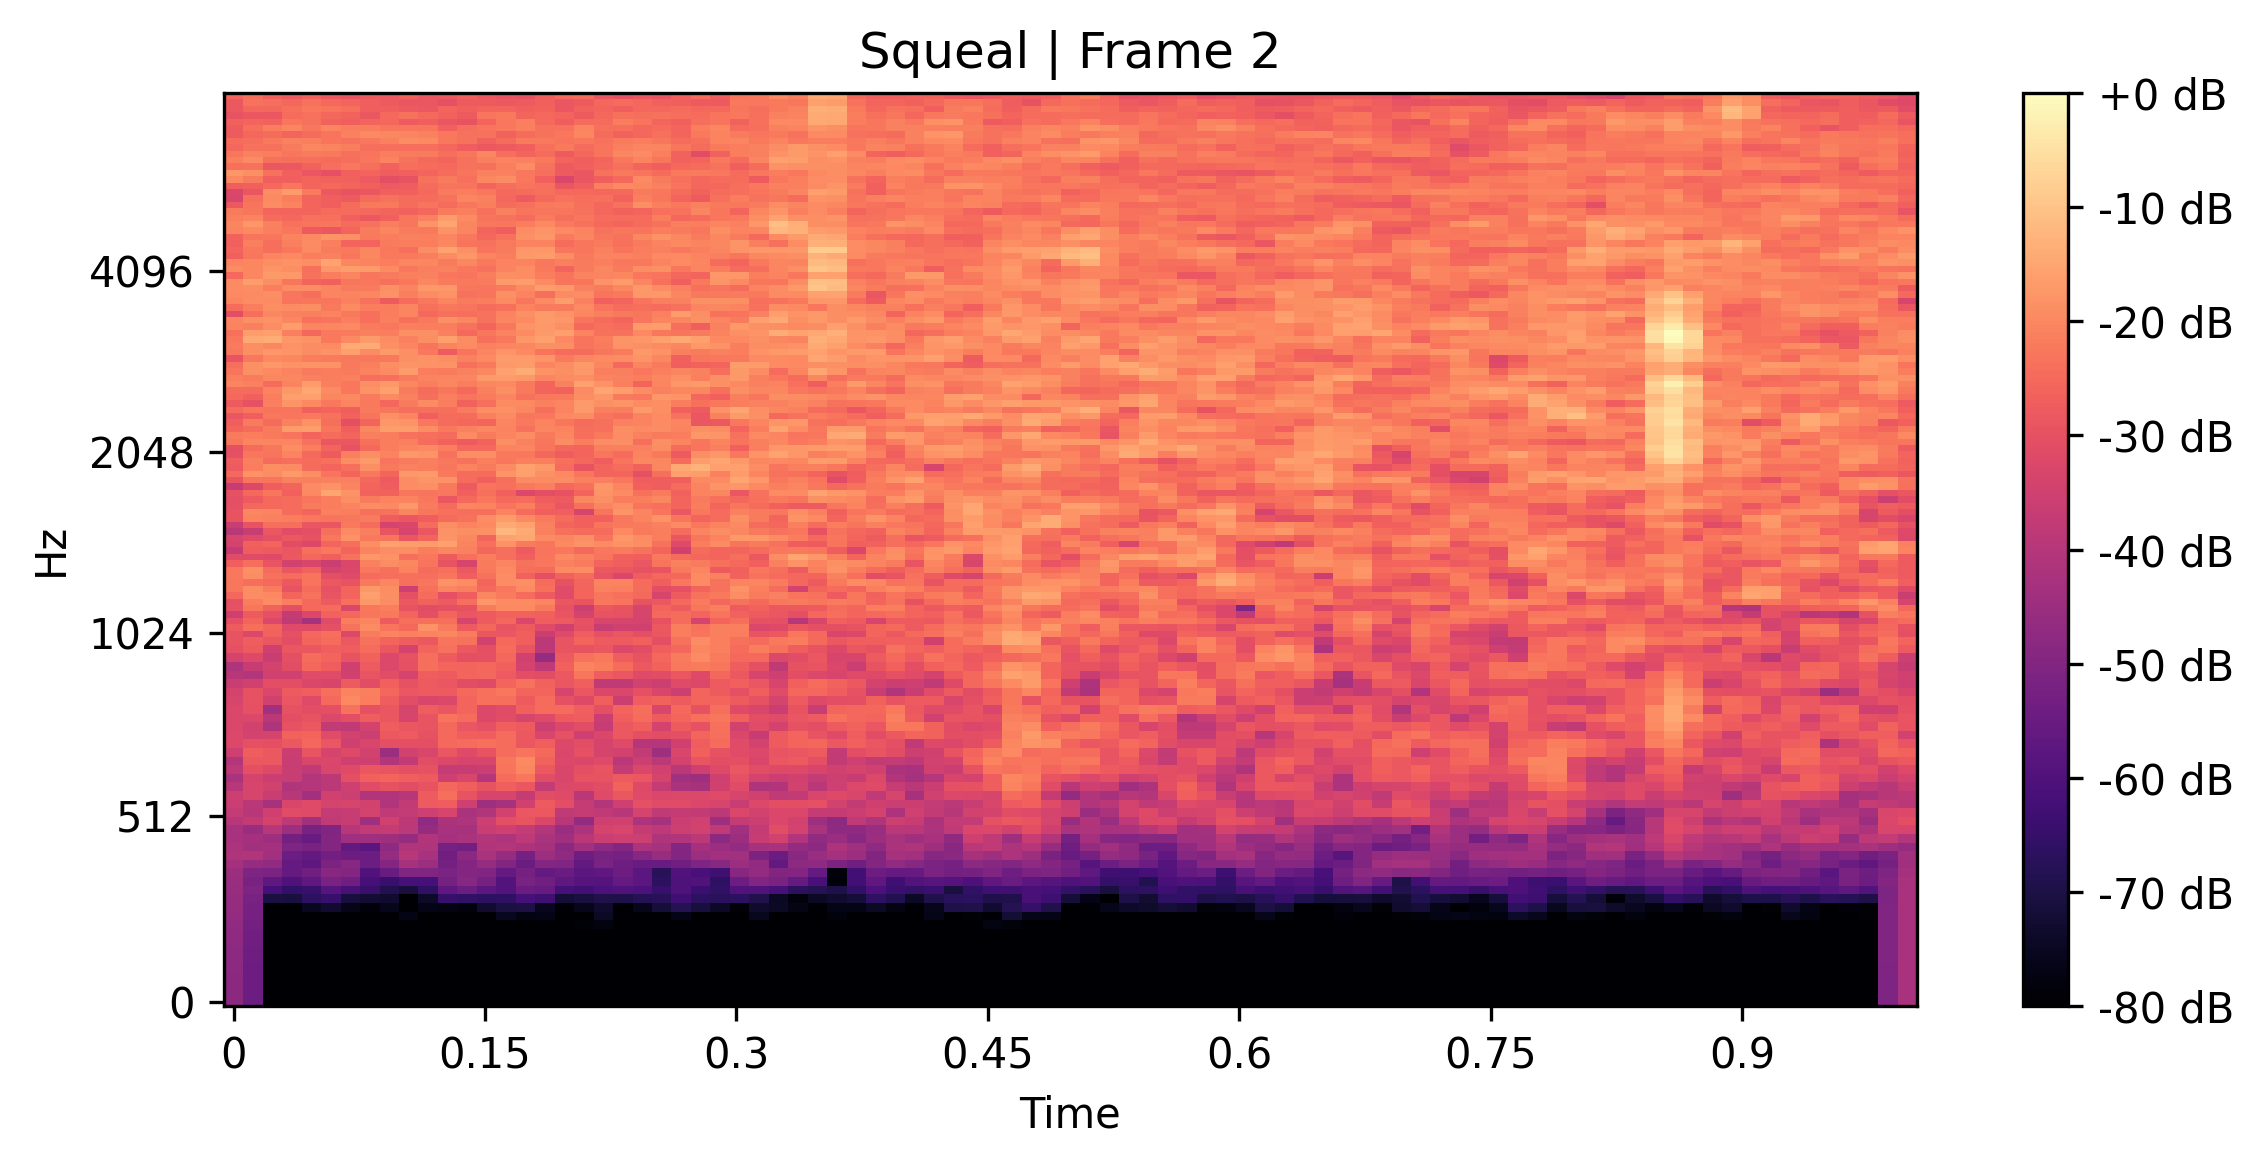 Squeal | Frame 2
Hz
4096
2048
1024
512
0
0 0.15 0.3 0.45 0.6 0.75 0.9
Time
+0 dB
-10 dB
-20 dB
-30 dB
-40 dB
-50 dB
-60 dB
-70 dB
-80 dB